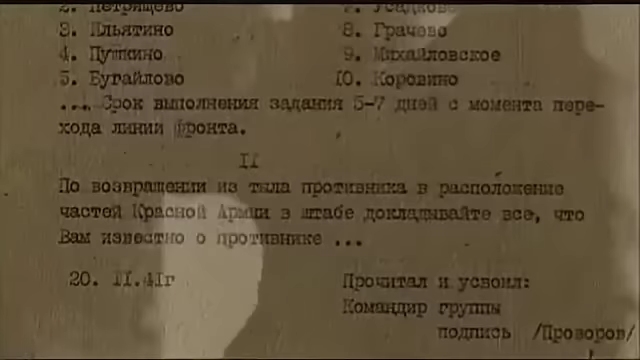 2. Петрищево 7. Усадково
3. Ильятино 8. Грачево
4. Пушкино 9. Михайловское
5. Бугайлово 10. Коровино
... Срок выполнения задания 5-7 дней с момента пере-
хода линии фронта.
II
По возвращении из тыла противника в расположение
частей Красной Армии в штабе докладывайте все, что
Вам известно о противнике ...
20. II.41г Прочитал и усвоил:
Командир группы
подпись /Проворов/